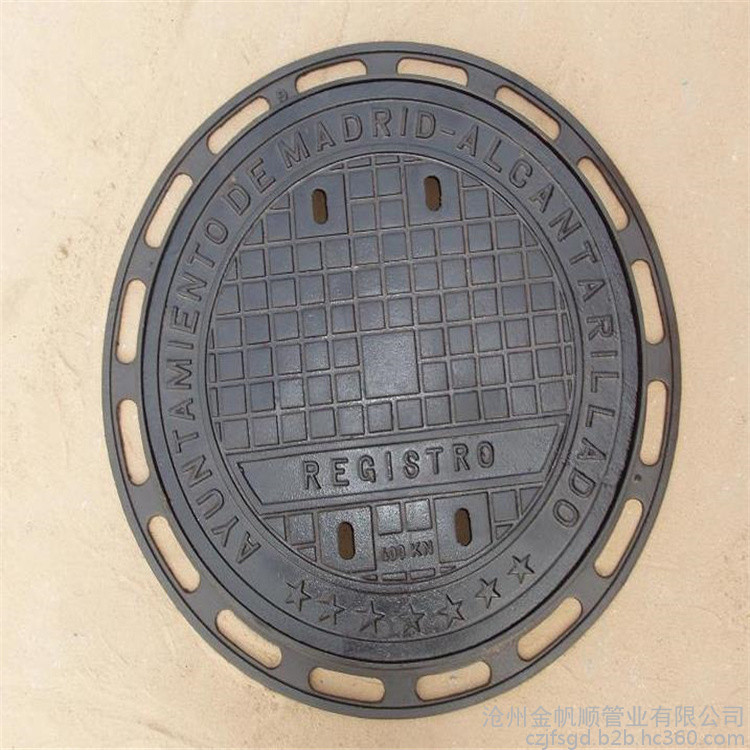 AYUNTAMIENTO DE MADRID-ALCANTARILLADO
REGISTRO
400 KN
沧州金帆顺管业有限公司
czjfsgd.b2b.hc360.com